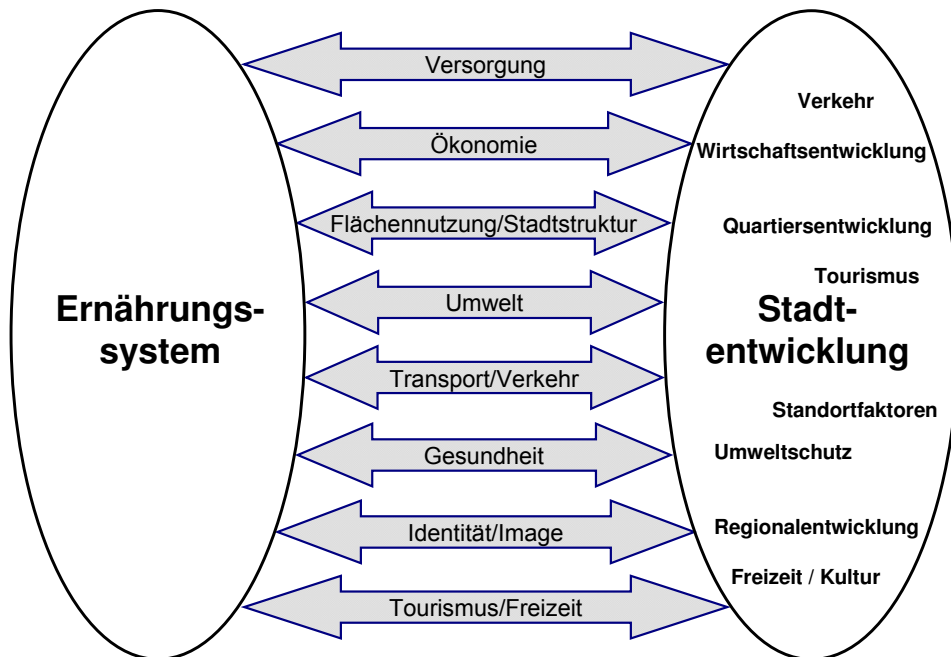 Versorgung
Verkehr
Ökonomie
Wirtschaftsentwicklung
Flächennutzung/Stadtstruktur
Quartiersentwicklung
Tourismus
Ernährungs-
system
Umwelt
Stadt-
entwicklung
Transport/Verkehr
Standortfaktoren
Gesundheit
Umweltschutz
Identität/Image
Regionalentwicklung
Freizeit / Kultur
Tourismus/Freizeit